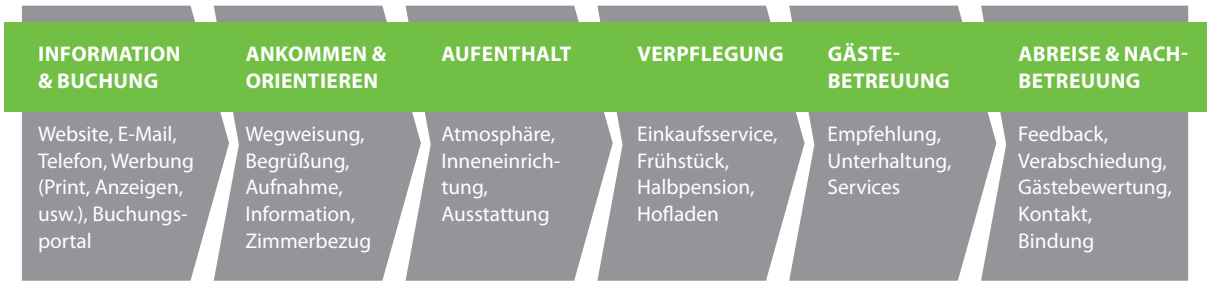 INFORMATION
& BUCHUNG
Website, E-Mail,
Telefon, Werbung
(Print, Anzeigen,
usw.), Buchungs-
portal
ANKOMMEN &
ORIENTIEREN
Wegweisung,
Begrüßung,
Aufnahme,
Information,
Zimmerbezug
AUFENTHALT
Atmosphäre,
Inneneinrich-
tung,
Ausstattung
VERPFLEGUNG
Einkaufsservice,
Frühstück,
Halbpension,
Hofladen
GÄSTE-
BETREUUNG
Empfehlung,
Unterhaltung,
Services
ABREISE & NACH-
BETREUUNG
Feedback,
Verabschiedung,
Gästebewertung,
Kontakt,
Bindung